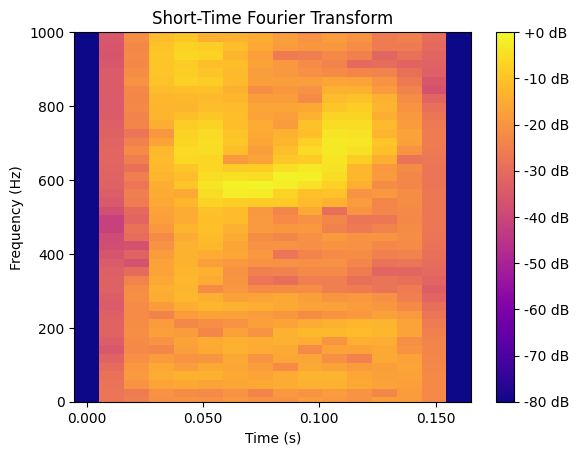 Short-Time Fourier Transform
1000
800
600
400
200
0
Frequency (Hz)
0.000
0.050
0.100
0.150
Time (s)
+0 dB
-10 dB
-20 dB
-30 dB
-40 dB
-50 dB
-60 dB
-70 dB
-80 dB